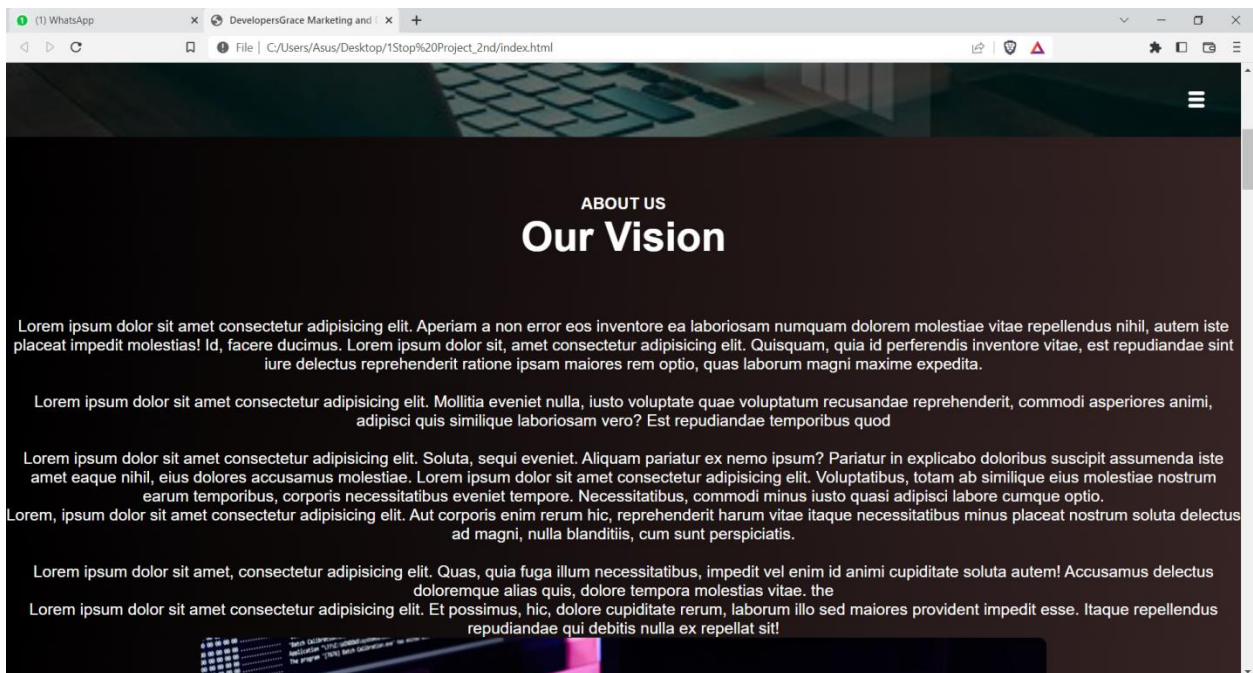 (1) WhatsApp
DevelopersGrace Marketing and
File | C:/Users/Asus/Desktop/1Stop%20Project_2nd/index.html
ABOUT US
Our Vision
Lorem ipsum dolor sit amet consectetur adipisicing elit. Aperiam a non error eos inventore ea laboriosam numquam dolorem molestiae vitae repellendus nihil, autem iste
placeat impedit molestias! Id, facere ducimus. Lorem ipsum dolor sit, amet consectetur adipisicing elit. Quisquam, quia id perferendis inventore vitae, est repudiandae sint
iure delectus reprehenderit ratione ipsam maiores rem optio, quas laborum magni maxime expedita.
Lorem ipsum dolor sit amet consectetur adipisicing elit. Mollitia eveniet nulla, iusto voluptate quae voluptatum recusandae reprehenderit, commodi asperiores animi,
adipisci quis similique laboriosam vero? Est repudiandae temporibus quod
Lorem ipsum dolor sit amet consectetur adipisicing elit. Soluta, sequi eveniet. Aliquam pariatur ex nemo ipsum? Pariatur in explicabo doloribus suscipit assumenda iste
amet eaque nihil, eius dolores accusamus molestiae. Lorem ipsum dolor sit amet consectetur adipisicing elit. Voluptatibus, totam ab similique eius molestiae nostrum
earum temporibus, corporis necessitatibus eveniet tempore. Necessitatibus, commodi minus iusto quasi adipisci labore cumque optio.
Lorem, ipsum dolor sit amet consectetur adipisicing elit. Aut corporis enim rerum hic, reprehenderit harum vitae itaque necessitatibus minus placeat nostrum soluta delectus
ad magni, nulla blanditiis, cum sunt perspiciatis.
Lorem ipsum dolor sit amet, consectetur adipisicing elit. Quas, quia fuga illum necessitatibus, impedit vel enim id animi cupiditate soluta autem! Accusamus delectus
doloremque alias quis, dolore tempora molestias vitae. the
Lorem ipsum dolor sit amet consectetur adipisicing elit. Et possimus, hic, dolore cupiditate rerum, laborum illo sed maiores provident impedit esse. Itaque repellendus
repudiandae qui debitis nulla ex repellat sit!